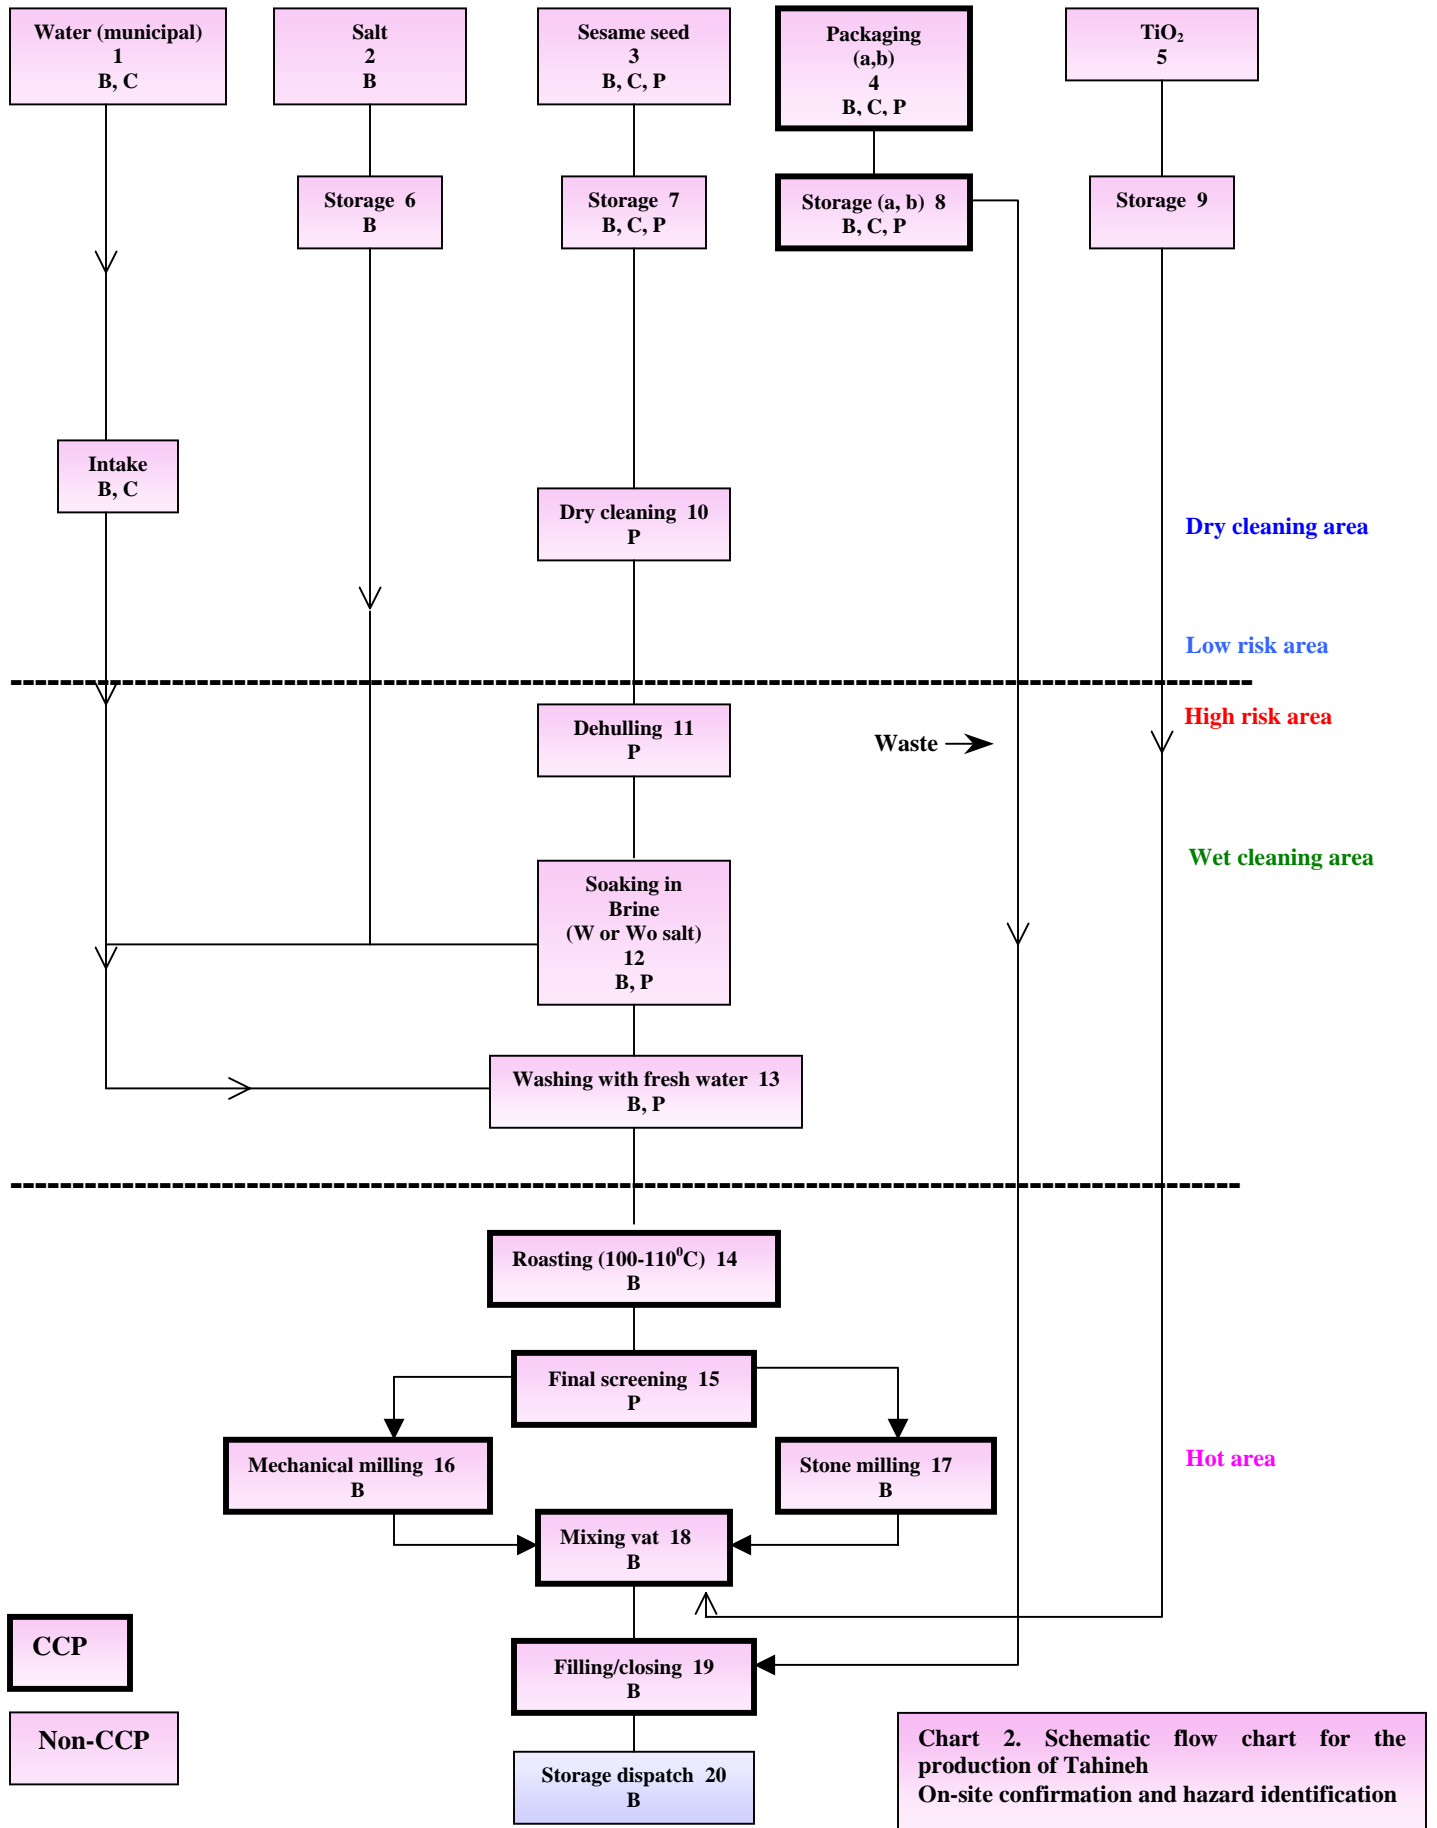 Water (municipal)
1
B, C
Salt
2
B
Sesame seed
3
B, C, P
Packaging
(a,b)
4
B, C, P
TiO₂
5
Storage 6
B
Storage 7
B, C, P
Storage (a, b) 8
B, C, P
Storage 9
Intake
B, C
Dry cleaning 10
P
Dry cleaning area
Low risk area
High risk area
Dehulling 11
P
Waste
Wet cleaning area
Soaking in
Brine
(W or Wo salt)
12
B, P
Washing with fresh water 13
B, P
Roasting (100-110⁰C) 14
B
Final screening 15
P
Mechanical milling 16
B
Stone milling 17
B
Hot area
Mixing vat 18
B
CCP
Filling/closing 19
B
Non-CCP
Storage dispatch 20
B
Chart 2. Schematic flow chart for the
production of Tahineh
On-site confirmation and hazard identification